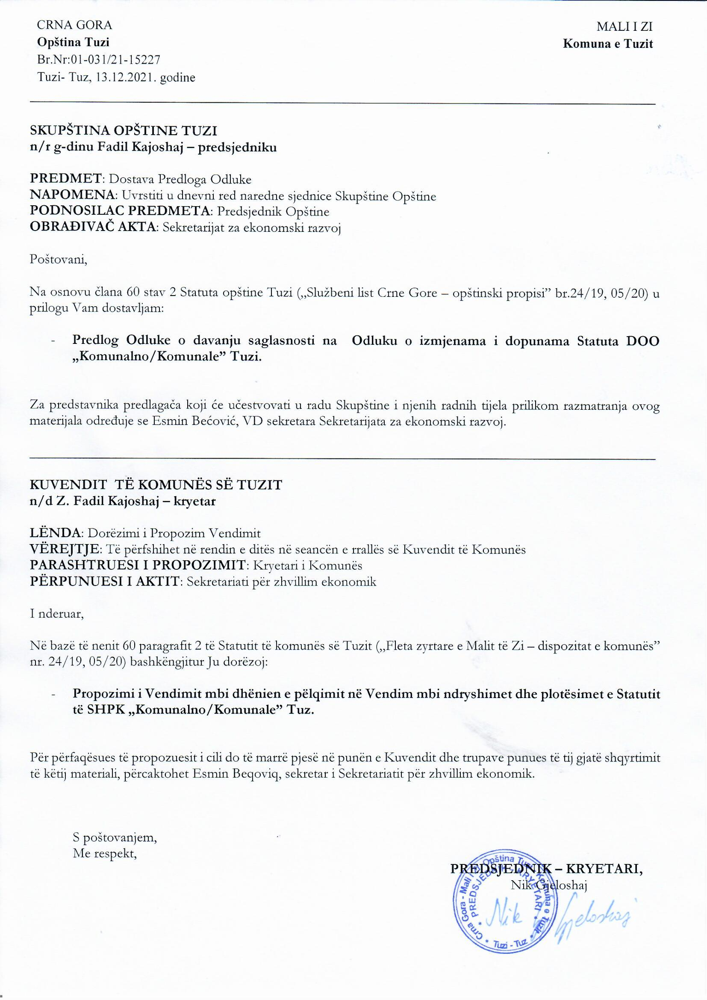 CRNA GORA
Opština Tuzi
Br.Nr:01-031/21-15227
Tuzi- Tuz, 13.12.2021. godine
MALI I ZI
Komuna e Tuzit
SKUPŠTINA OPŠTINE TUZI
n/r g-dinu Fadil Kajoshaj – predsjedniku
PREDMET: Dostava Predloga Odluke
NAPOMENA: Uvrstiti u dnevni red naredne sjednice Skupštine Opštine
PODNOSILAC PREDMETA: Predsjednik Opštine
OBRAĐIVAČ AKTA: Sekretarijat za ekonomski razvoj
Poštovani,
Na osnovu člana 60 stav 2 Statuta opštine Tuzi („Službeni list Crne Gore – opštinski propisi” br.24/19, 05/20) u
prilogu Vam dostavljam:
- Predlog Odluke o davanju saglasnosti na Odluku o izmjenama i dopunama Statuta DOO
„Komunalno/Komunale” Tuzi.
Za predstavnika predlagača koji će učestvovati u radu Skupštine i njenih radnih tijela prilikom razmatranja ovog
materijala određuje se Esmin Bećović, VD sekretara Sekretarijata za ekonomski razvoj.
KUVENDIT TË KOMUNËS SË TUZIT
n/d Z. Fadil Kajoshaj – kryetar
LËNDA: Dorëzimi i Propozim Vendimit
VËREJTJE: Të përfshihet në rendin e ditës në seancën e rrallës së Kuvendit të Komunës
PARASHTRUESI I PROPOZIMIT: Kryetari i Komunës
PËRPUNUESI I AKTIT: Sekretariati për zhvillim ekonomik
I nderuar,
Në bazë të nenit 60 paragrafit 2 të Statutit të komunës së Tuzit („Fleta zyrtare e Malit të Zi – dispozitat e komunës”
nr. 24/19, 05/20) bashkëngjitur Ju dorëzoj:
- Propozimi i Vendimit mbi dhënien e pëlqimit në Vendim mbi ndryshimet dhe plotësimet e Statutit
të SHPK „Komunalno/Komunale” Tuz.
Për përfaqësues të propozuesit i cili do të marrë pjesë në punën e Kuvendit dhe trupave punues të tij gjatë shqyrtimit
të këtij materiali, përcaktohet Esmin Beqoviq, sekretar i Sekretariatit për zhvillim ekonomik.
S poštovanjem,
Me respekt,
PREDSJEDNIK – KRYETARI,
Nik Gjeloshaj
Crna Gora - Mali i Zi Opština Tuzi - Komuna e Tuzit
PREDSJEDNIK - KRYETARI
Tuzi - Tuz
Nik Gjeloshaj